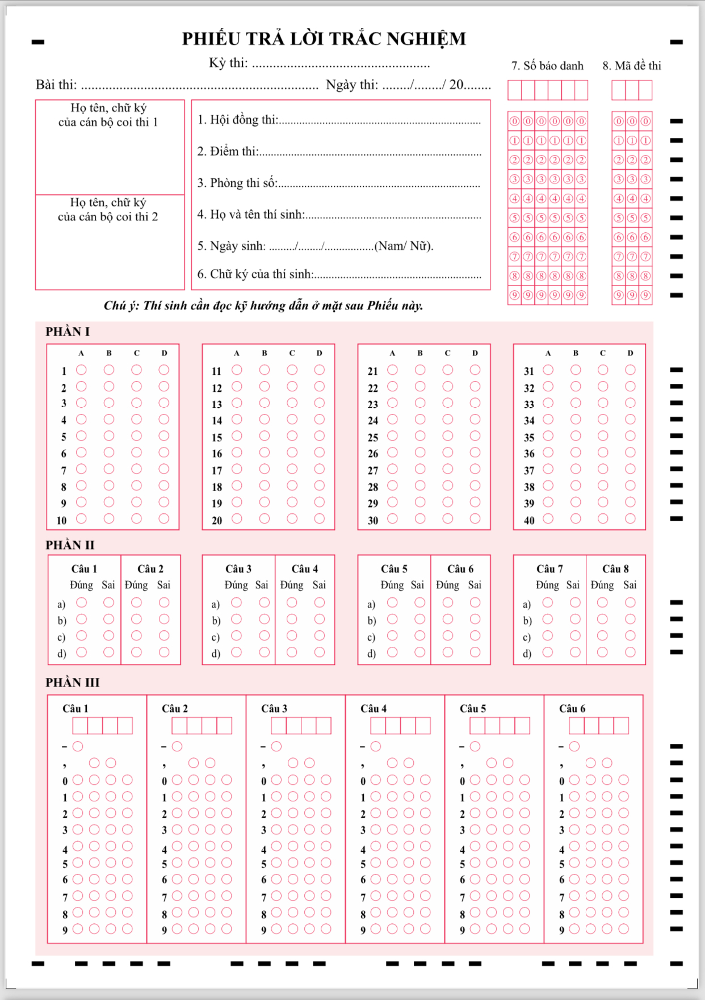 PHIẾU TRẢ LỜI TRẮC NGHIỆM
Kỳ thi: ...................................................
Bài thi: .................................................................... Ngày thi: ......../......../ 20........
7. Số báo danh 8. Mã đề thi
Họ tên, chữ ký
của cán bộ coi thi 1
Họ tên, chữ ký
của cán bộ coi thi 2
1. Hội đồng thi:................................................................
2. Điểm thi:......................................................................
3. Phòng thi số:................................................................
4. Họ và tên thí sinh:.......................................................
5. Ngày sinh: ........./......../................(Nam/ Nữ).
6. Chữ ký của thí sinh:.....................................................
0 0 0 0 0 0 0 0 0
1 1 1 1 1 1 1 1 1
2 2 2 2 2 2 2 2 2
3 3 3 3 3 3 3 3 3
4 4 4 4 4 4 4 4 4
5 5 5 5 5 5 5 5 5
6 6 6 6 6 6 6 6 6
7 7 7 7 7 7 7 7 7
8 8 8 8 8 8 8 8 8
9 9 9 9 9 9 9 9 9
Chú ý: Thí sinh cần đọc kỹ hướng dẫn ở mặt sau Phiếu này.
PHẦN I
A B C D A B C D A B C D A B C D
1 11 21 31
2 12 22 32
3 13 23 33
4 14 24 34
5 15 25 35
6 16 26 36
7 17 27 37
8 18 28 38
9 19 29 39
10 20 30 40
PHẦN II
Câu 1 Câu 2 Câu 3 Câu 4 Câu 5 Câu 6 Câu 7 Câu 8
Đúng Sai Đúng Sai Đúng Sai Đúng Sai Đúng Sai Đúng Sai Đúng Sai Đúng Sai
a) a) a) a)
b) b) b) b)
c) c) c) c)
d) d) d) d)
PHẦN III
Câu 1 Câu 2 Câu 3 Câu 4 Câu 5 Câu 6
– – – – – –
, , , , , ,
0 0 0 0 0 0
1 1 1 1 1 1
2 2 2 2 2 2
3 3 3 3 3 3
4 4 4 4 4 4
5 5 5 5 5 5
6 6 6 6 6 6
7 7 7 7 7 7
8 8 8 8 8 8
9 9 9 9 9 9